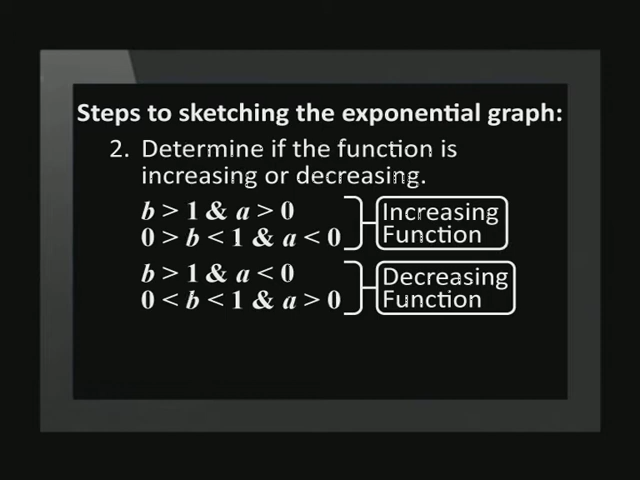 Steps to sketching the exponential graph:
2. Determine if the function is
increasing or decreasing.
b > 1 & a > 0
0 > b < 1 & a < 0
Increasing
Function
b > 1 & a < 0
0 < b < 1 & a > 0
Decreasing
Function